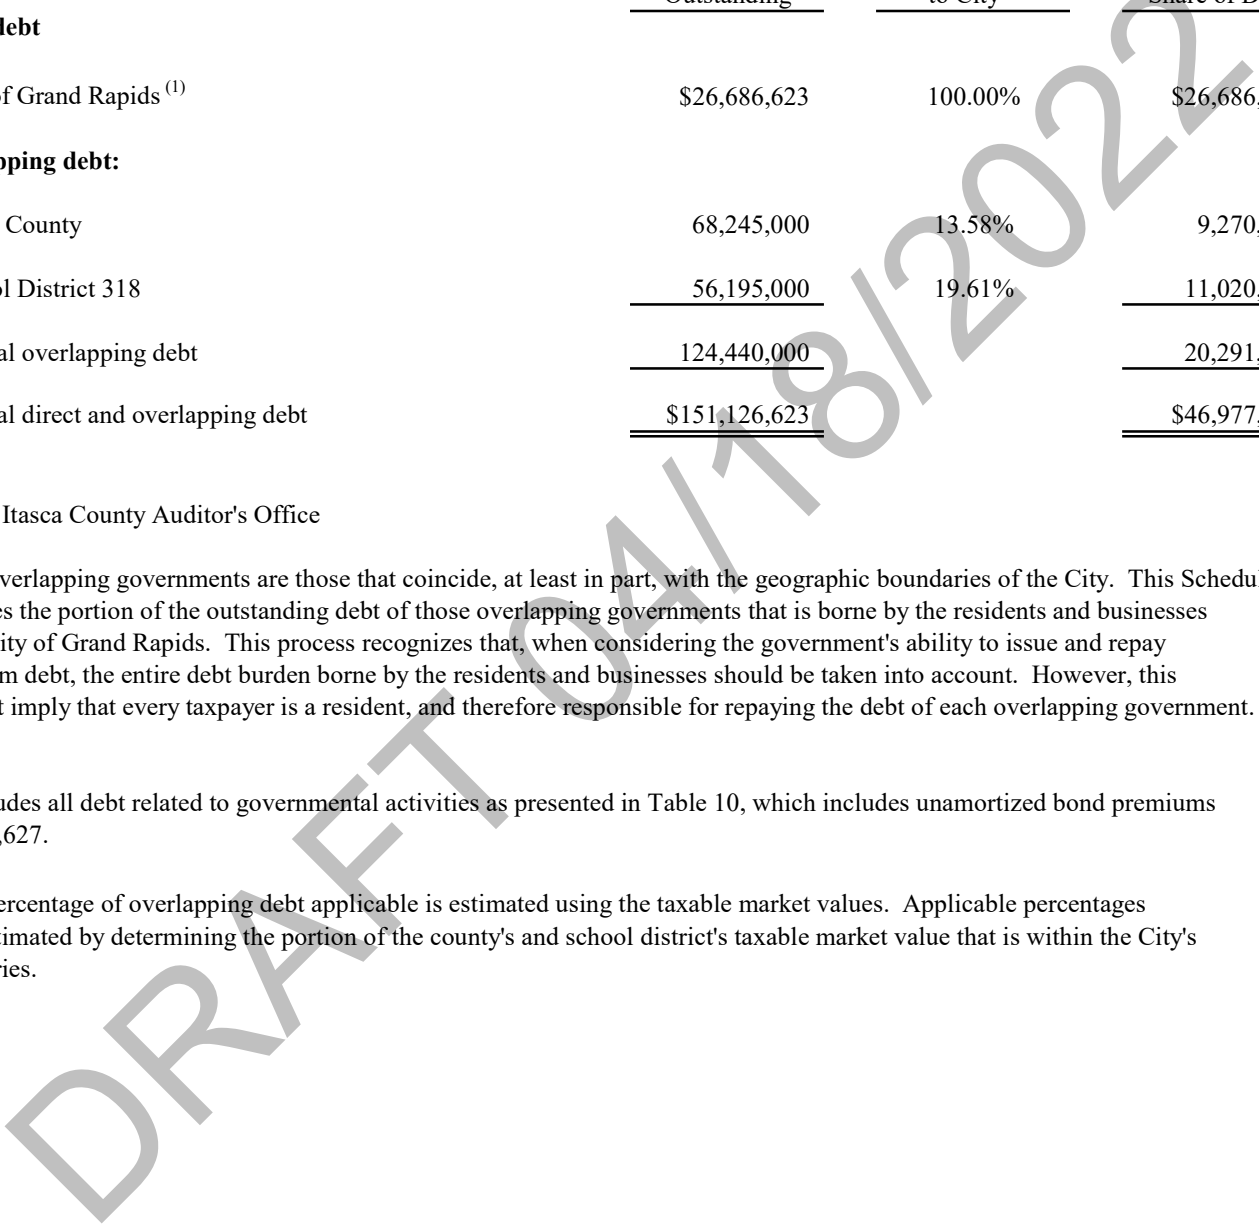 Outstanding to City Share of D
debt
of Grand Rapids (1) $26,686,623 100.00% $26,686,
pping debt:
County 68,245,000 13.58% 9,270,
ol District 318 56,195,000 19.61% 11,020,
al overlapping debt 124,440,000 20,291,
al direct and overlapping debt $151,126,623 $46,977,
Itasca County Auditor's Office
verlapping governments are those that coincide, at least in part, with the geographic boundaries of the City. This Schedul
es the portion of the outstanding debt of those overlapping governments that is borne by the residents and businesses
ity of Grand Rapids. This process recognizes that, when considering the government's ability to issue and repay
m debt, the entire debt burden borne by the residents and businesses should be taken into account. However, this
t imply that every taxpayer is a resident, and therefore responsible for repaying the debt of each overlapping government.
udes all debt related to governmental activities as presented in Table 10, which includes unamortized bond premiums
,627.
ercentage of overlapping debt applicable is estimated using the taxable market values. Applicable percentages
timated by determining the portion of the county's and school district's taxable market value that is within the City's
ries.
DRAFT 04/18/2022